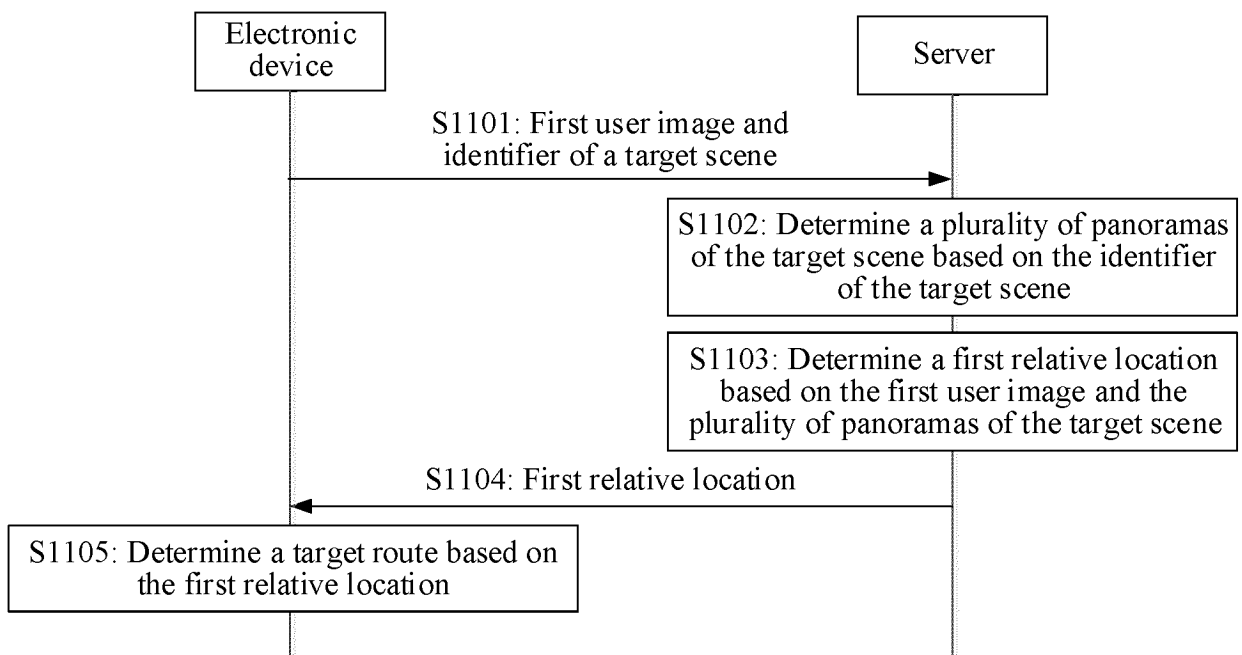 Electronic
device
Server
S1101: First user image and
identifier of a target scene
S1102: Determine a plurality of panoramas
of the target scene based on the identifier
of the target scene
S1103: Determine a first relative location
based on the first user image and the
plurality of panoramas of the target scene
S1104: First relative location
S1105: Determine a target route based on
the first relative location